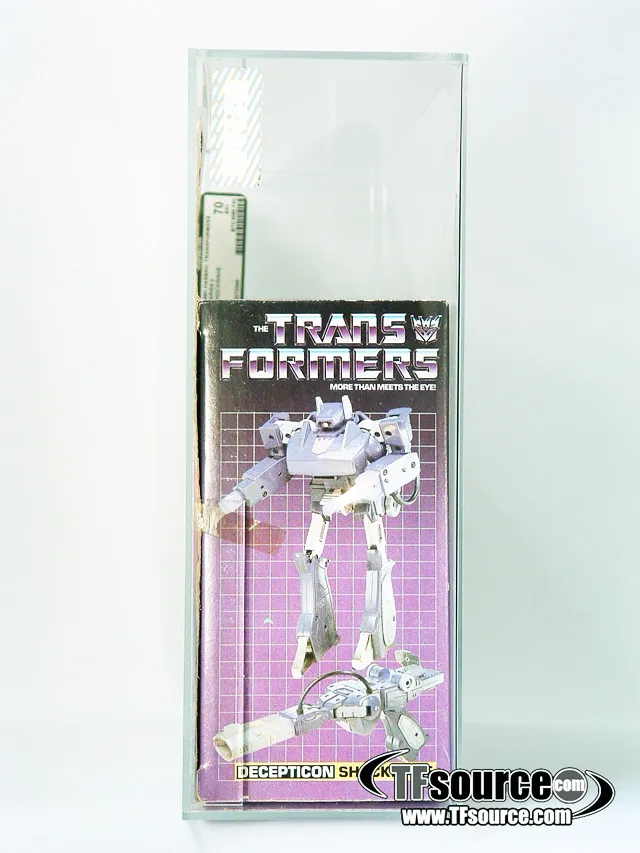 70
THE TRANS
FORMERS
MORE THAN MEETS THE EYE!
DECEPTICON
TFsource.com
www.TFsource.com